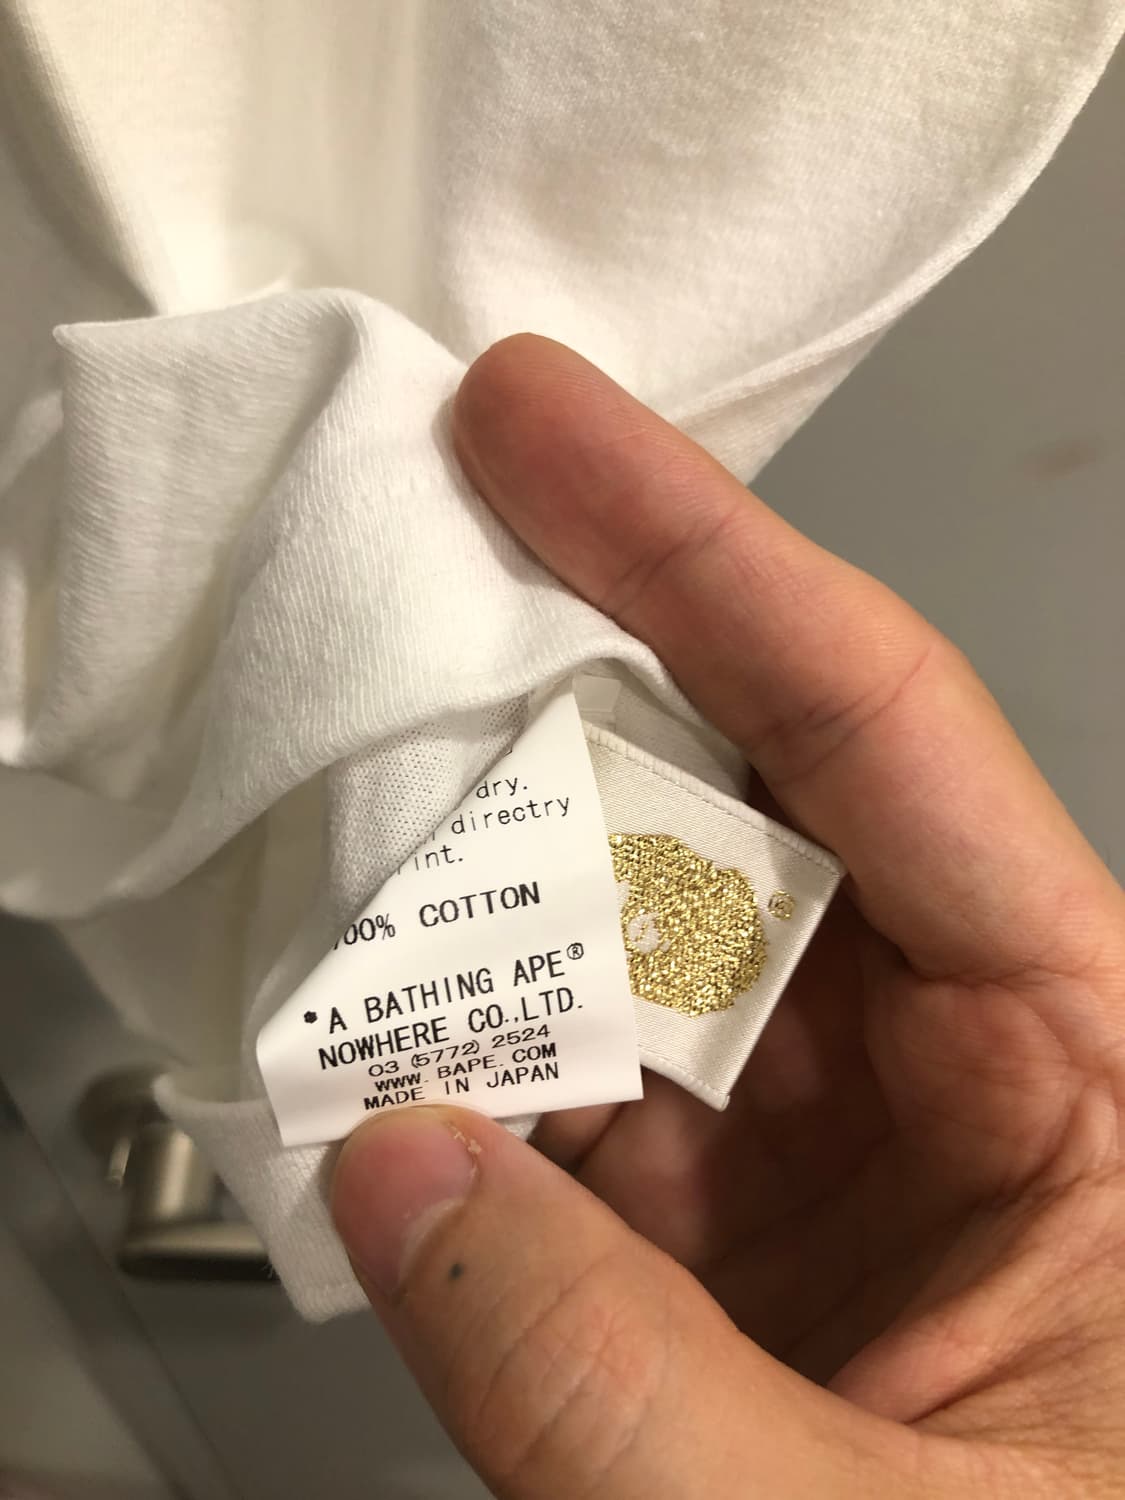 dry.
directry
int.
100% COTTON
*A BATHING APE®
NOWHERE CO.,LTD.
03 (5772) 2524
WWW. BAPE. COM
MADE IN JAPAN
®